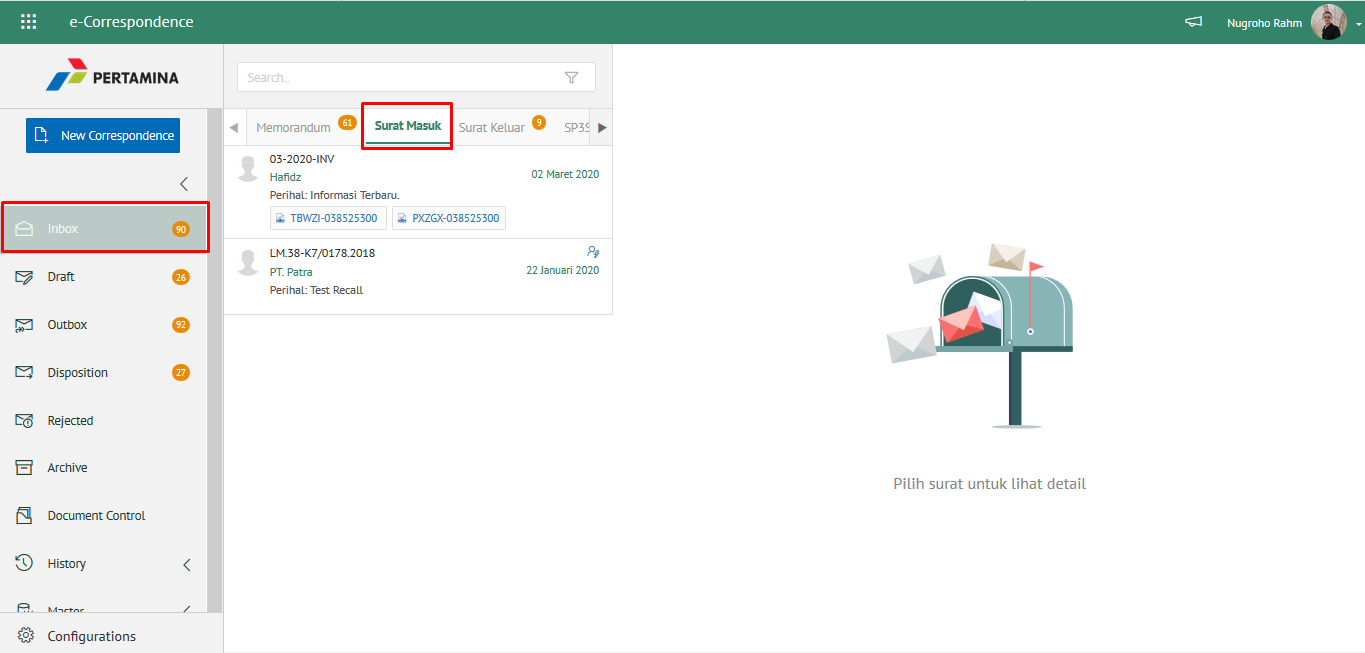 e-Correspondence
Nugroho Rahm
PERTAMINA
New Correspondence
Inbox 90
Draft 26
Outbox 92
Disposition 27
Rejected
Archive
Document Control
History
Master
Configurations
Search..
Memorandum 61 Surat Masuk Surat Keluar 9 SP3S
03-2020-INV
Hafidz
02 Maret 2020
Perihal: Informasi Terbaru.
TBWZI-038525300 PXZGX-038525300
LM.38-K7/0178.2018
PT. Patra
22 Januari 2020
Perihal: Test Recall
Pilih surat untuk lihat detail